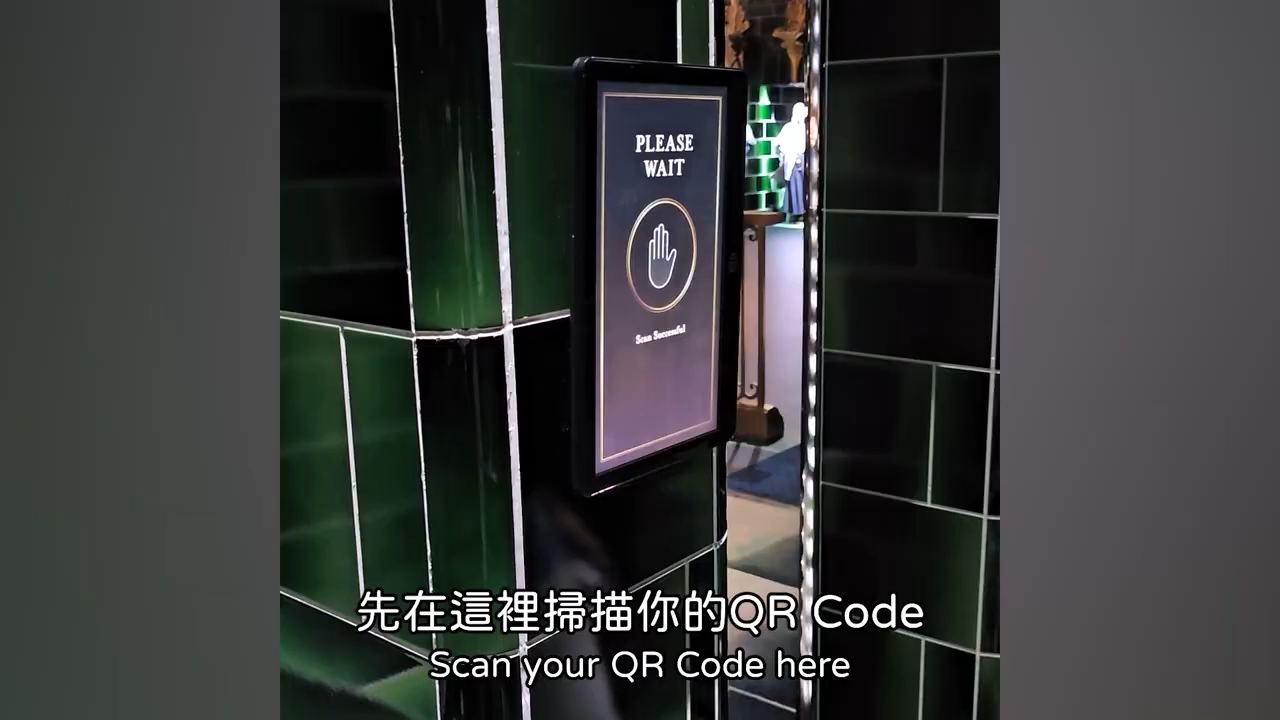 PLEASE
WAIT
Scan Successful
先在這裡掃描你的QR Code
Scan your QR Code here